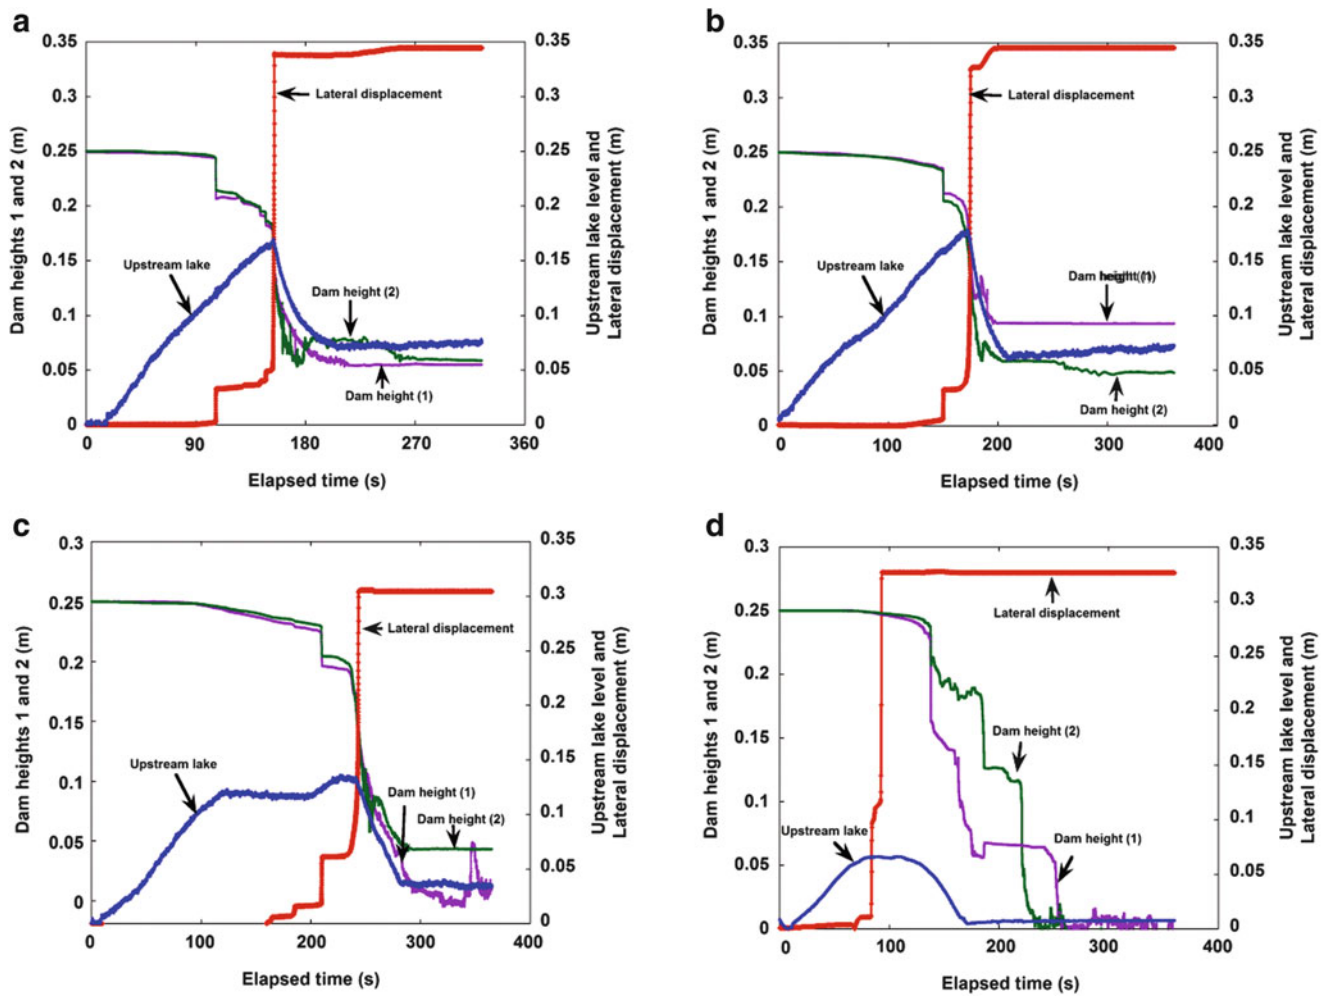 a
0.35
0.3
0.25
0.2
0.15
0.1
0.05
0
Dam heights 1 and 2 (m)
0 90 180 270 360
Elapsed time (s)
0.35
0.3
0.25
0.2
0.15
0.1
0.05
0
Upstream lake level and
Lateral displacement (m)
Lateral displacement
Upstream lake
Dam height (2)
Dam height (1)
b
0.35
0.3
0.25
0.2
0.15
0.1
0.05
0
Dam heights 1 and 2 (m)
0 100 200 300 400
Elapsed time (s)
0.35
0.3
0.25
0.2
0.15
0.1
0.05
0
Upstream lake level and
Lateral displacement (m)
Lateral displacement
Upstream lake
Dam height (1)
Dam height (2)
c
0.3
0.25
0.2
0.15
0.1
0.05
0
Dam heights 1 and 2 (m)
0 100 200 300 400
Elapsed time (s)
0.35
0.3
0.25
0.2
0.15
0.1
0.05
0
Upstream lake level and
Lateral displacement (m)
Lateral displacement
Upstream lake
Dam height (1)
Dam height (2)
d
0.3
0.25
0.2
0.15
0.1
0.05
0
Dam heights 1 and 2 (m)
0 100 200 300 400
Elapsed time (s)
0.35
0.3
0.25
0.2
0.15
0.1
0.05
0
Upstream lake level and
Lateral displacement (m)
Lateral displacement
Dam height (2)
Upstream lake
Dam height (1)